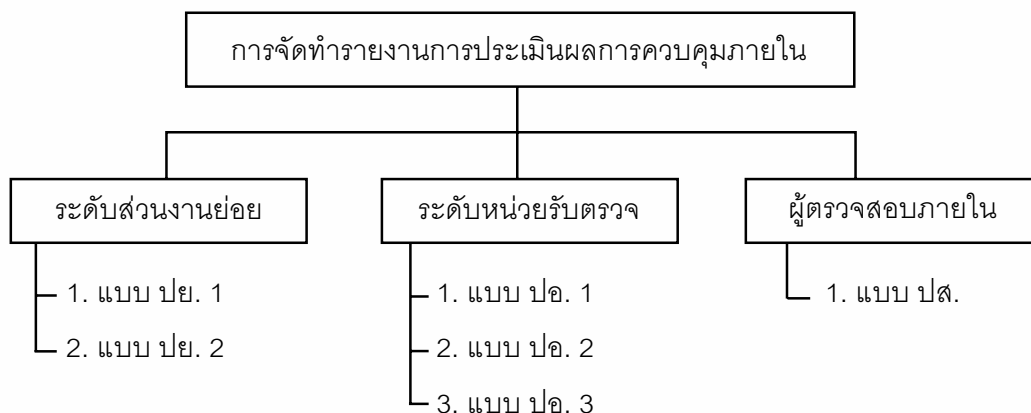 การจัดทำรายงานการประเมินผลการควบคุมภายใน
ระดับส่วนงานย่อย
1. แบบ ปย. 1
2. แบบ ปย. 2
ระดับหน่วยรับตรวจ
1. แบบ ปอ. 1
2. แบบ ปอ. 2
3. แบบ ปอ. 3
ผู้ตรวจสอบภายใน
1. แบบ ปส.